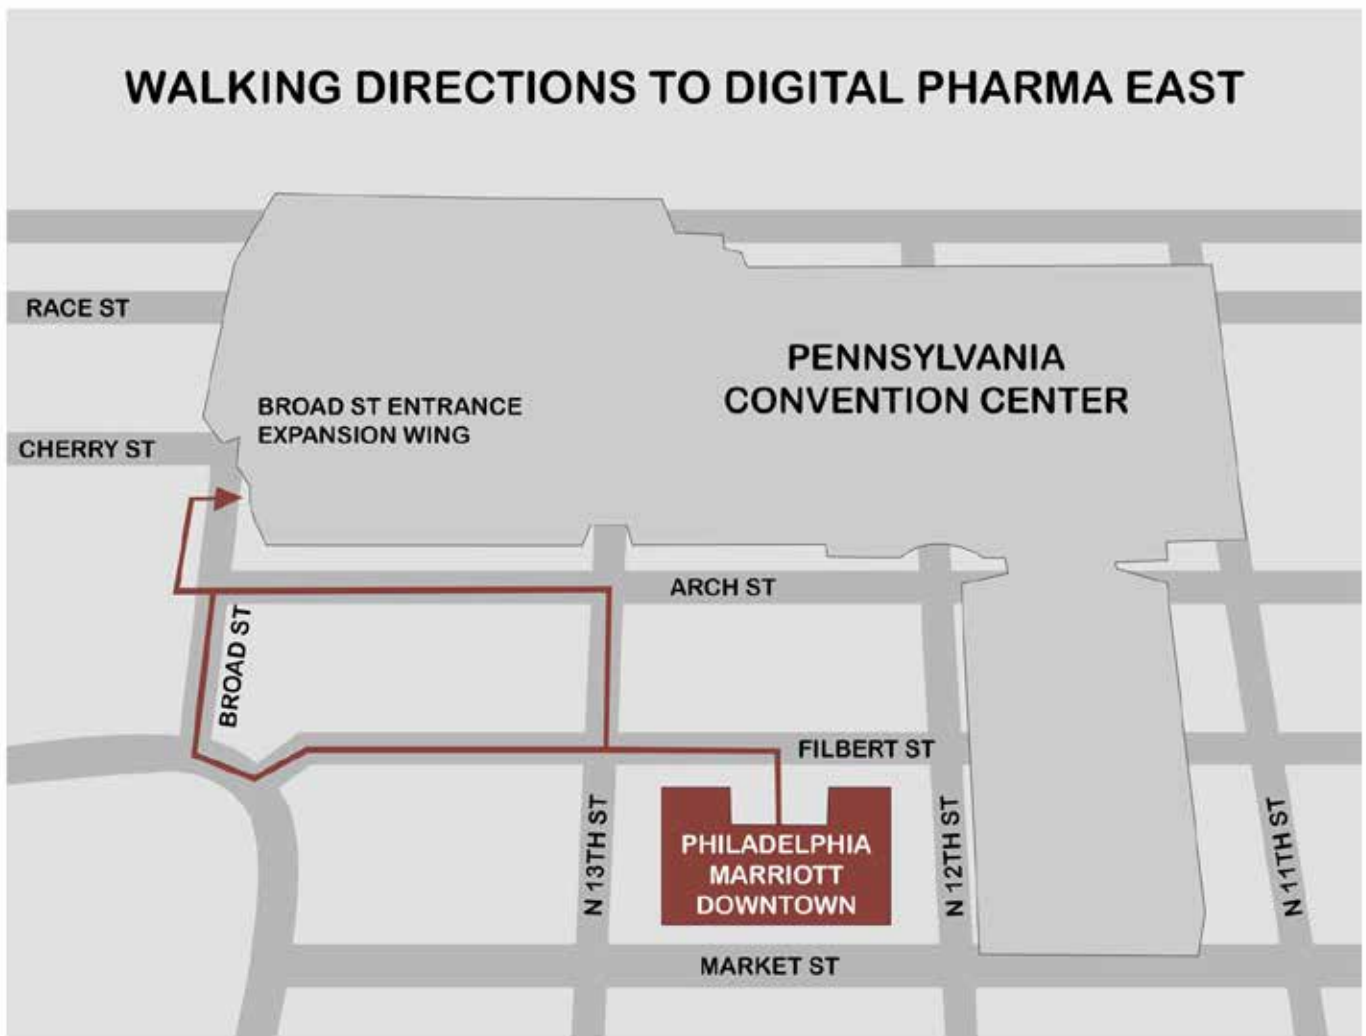 WALKING DIRECTIONS TO DIGITAL PHARMA EAST
RACE ST
PENNSYLVANIA
CONVENTION CENTER
BROAD ST ENTRANCE
EXPANSION WING
CHERRY ST
ARCH ST
BROAD ST
FILBERT ST
N 13TH ST
PHILADELPHIA
MARRIOTT
DOWNTOWN
N 12TH ST
N 11TH ST
MARKET ST